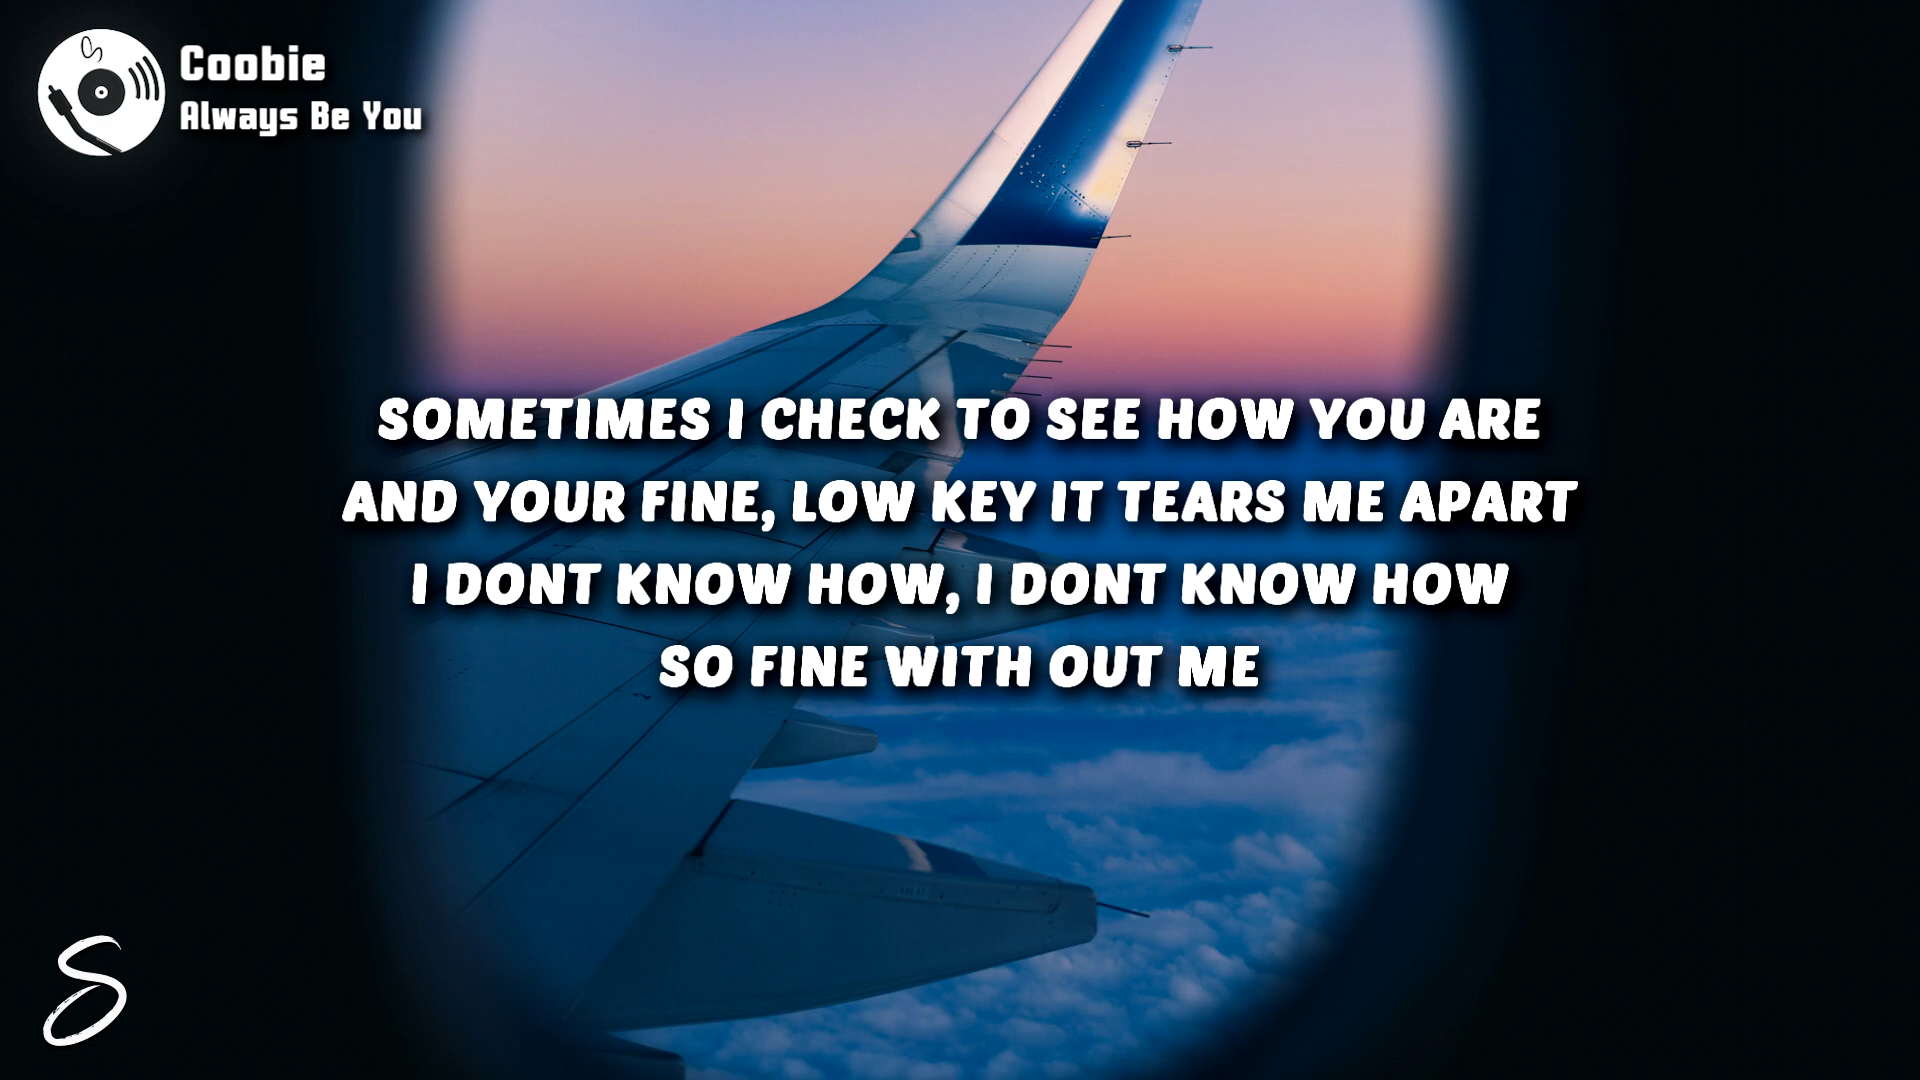 Coobie
Always Be You
SOMETIMES I CHECK TO SEE HOW YOU ARE
AND YOUR FINE, LOW KEY IT TEARS ME APART
I DONT KNOW HOW, I DONT KNOW HOW
SO FINE WITH OUT ME
S